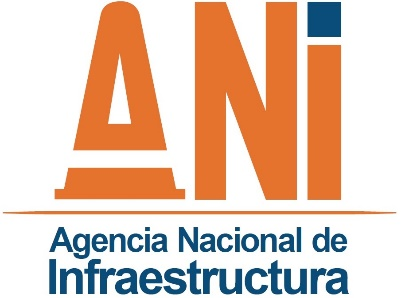 ANi
Agencia Nacional de
Infraestructura